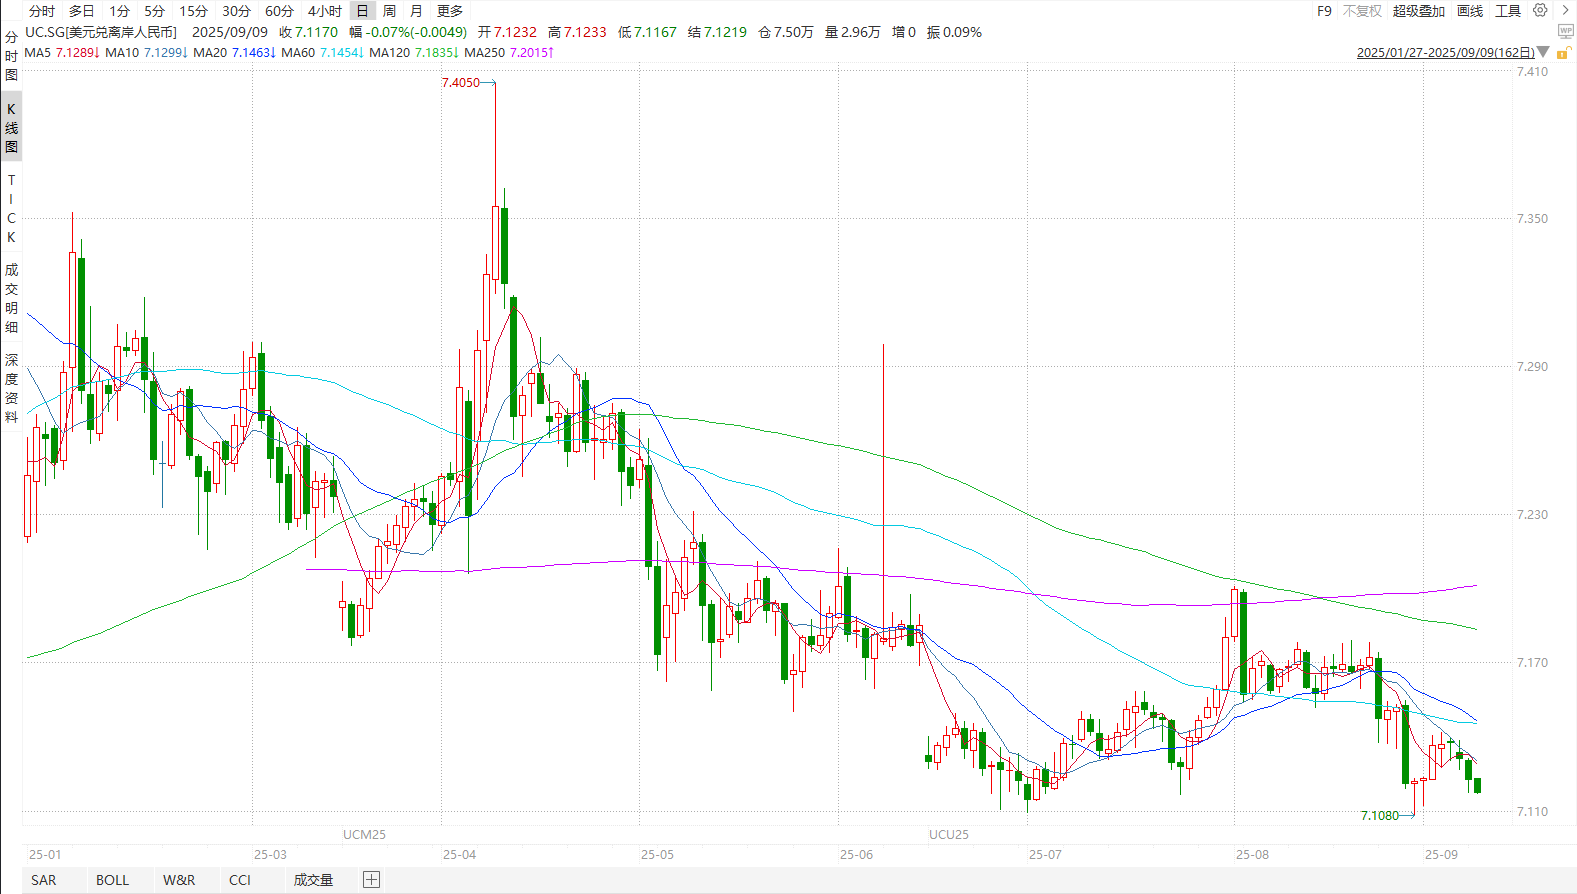 分时 多日 1分 5分 15分 30分 60分 4小时 日 周 月 更多 F9 不复权 超级叠加 画线 工具
UC.SG[美元兑离岸人民币] 2025/09/09 收 7.1170 幅 -0.07%(-0.0049) 开 7.1232 高 7.1233 低 7.1167 结 7.1219 仓 7.50万 量 2.96万 增 0 振 0.09%
MA5 7.1289↓ MA10 7.1299↓ MA20 7.1463↓ MA60 7.1454↓ MA120 7.1835↓ MA250 7.2015↑
2025/01/27-2025/09/09(162日)
WP
分时图
K线图
TICK
成交明细
深度资料
7.4050
7.410
7.350
7.290
7.230
7.170
7.110
7.1080
UCM25 UCU25
25-01 25-03 25-04 25-05 25-06 25-07 25-08 25-09
SAR BOLL W&R CCI 成交量